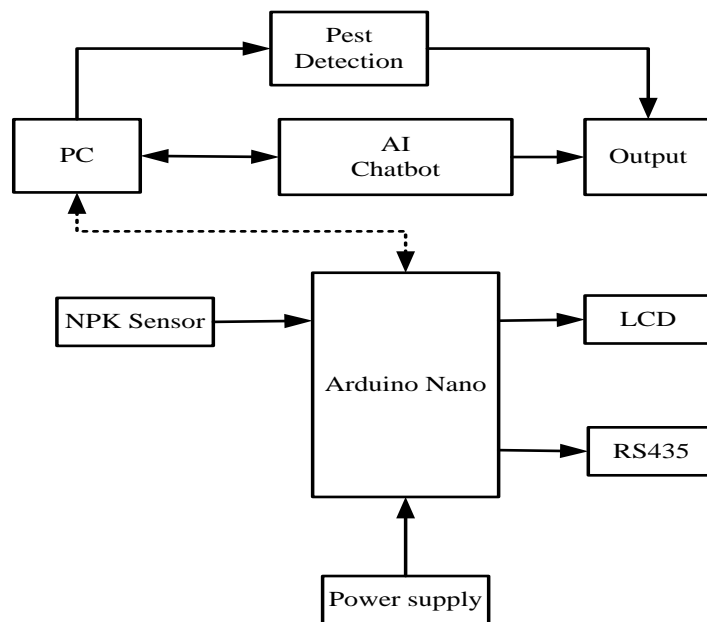 Pest
Detection
PC
AI
Chatbot
Output
NPK Sensor
LCD
Arduino Nano
RS435
Power supply